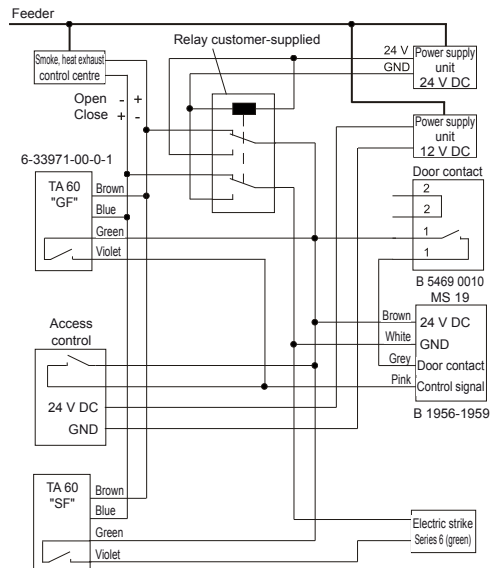 Feeder
Relay customer-supplied
Smoke, heat exhaust
control centre
24 V
GND
Power supply
unit
24 V DC
Open - +
Close + -
Power supply
unit
12 V DC
6-33971-00-0-1
TA 60
"GF"
Brown
Blue
Green
Violet
Door contact
2
2
1
1
B 5469 0010
MS 19
Brown
White
Grey
Pink
24 V DC
GND
Door contact
Control signal
B 1956-1959
Access
control
24 V DC
GND
TA 60
"SF"
Brown
Blue
Green
Violet
Electric strike
Series 6 (green)